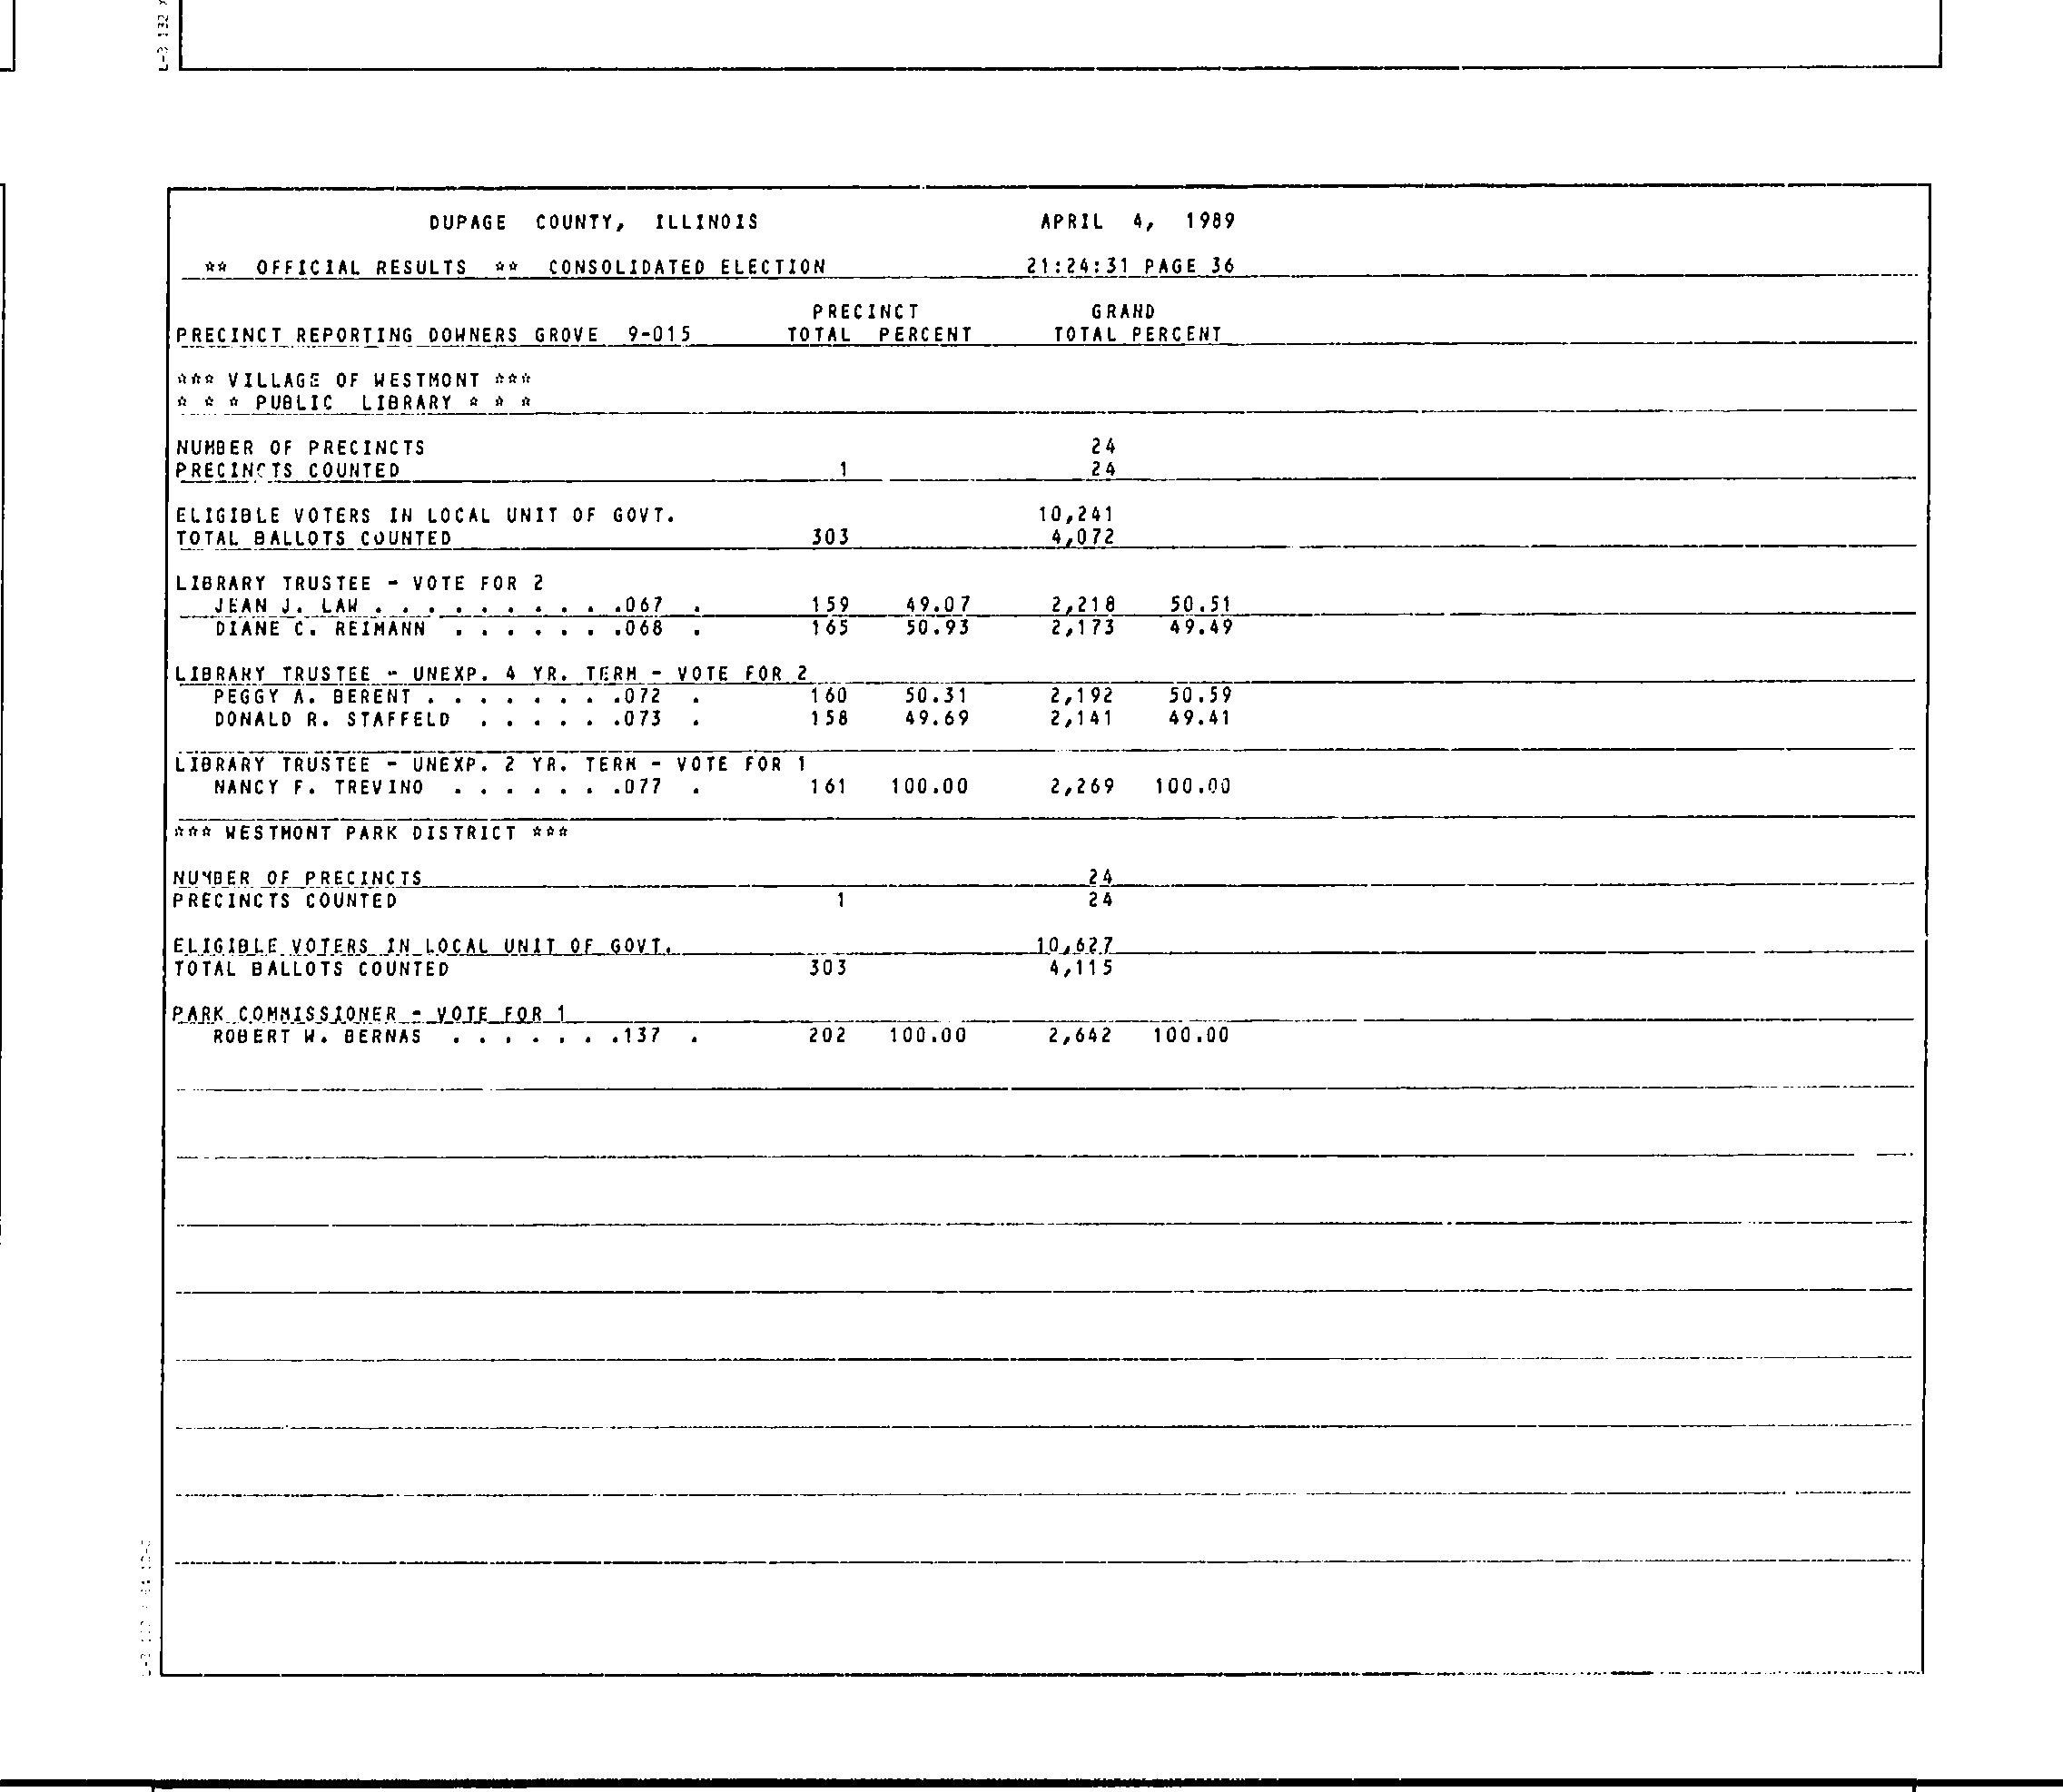 DUPAGE COUNTY, ILLINOIS APRIL 4, 1989
** OFFICIAL RESULTS ** CONSOLIDATED ELECTION 21:24:31 PAGE 36
PRECINCT GRAND
PRECINCT REPORTING DOWNERS GROVE 9-015 TOTAL PERCENT TOTAL PERCENT
*** VILLAGE OF WESTMONT ***
* * * PUBLIC LIBRARY * * *
NUMBER OF PRECINCTS 24
PRECINCTS COUNTED 1 24
ELIGIBLE VOTERS IN LOCAL UNIT OF GOVT. 10,241
TOTAL BALLOTS COUNTED 303 4,072
LIBRARY TRUSTEE - VOTE FOR 2
JEAN J. LAW . . . . . . . . . .067 . 159 49.07 2,218 50.51
DIANE C. REIMANN . . . . . . .068 . 165 50.93 2,173 49.49
LIBRARY TRUSTEE - UNEXP. 4 YR. TERM - VOTE FOR 2
PEGGY A. BERENT . . . . . . . .072 . 160 50.31 2,192 50.59
DONALD R. STAFFELD . . . . . .073 . 158 49.69 2,141 49.41
LIBRARY TRUSTEE - UNEXP. 2 YR. TERM - VOTE FOR 1
NANCY F. TREVINO . . . . . . .077 . 161 100.00 2,269 100.00
*** WESTMONT PARK DISTRICT ***
NUMBER OF PRECINCTS 24
PRECINCTS COUNTED 1 24
ELIGIBLE VOTERS IN LOCAL UNIT OF GOVT. 10,627
TOTAL BALLOTS COUNTED 303 4,115
PARK COMMISSIONER - VOTE FOR 1
ROBERT W. BERNAS . . . . . . .137 . 202 100.00 2,642 100.00